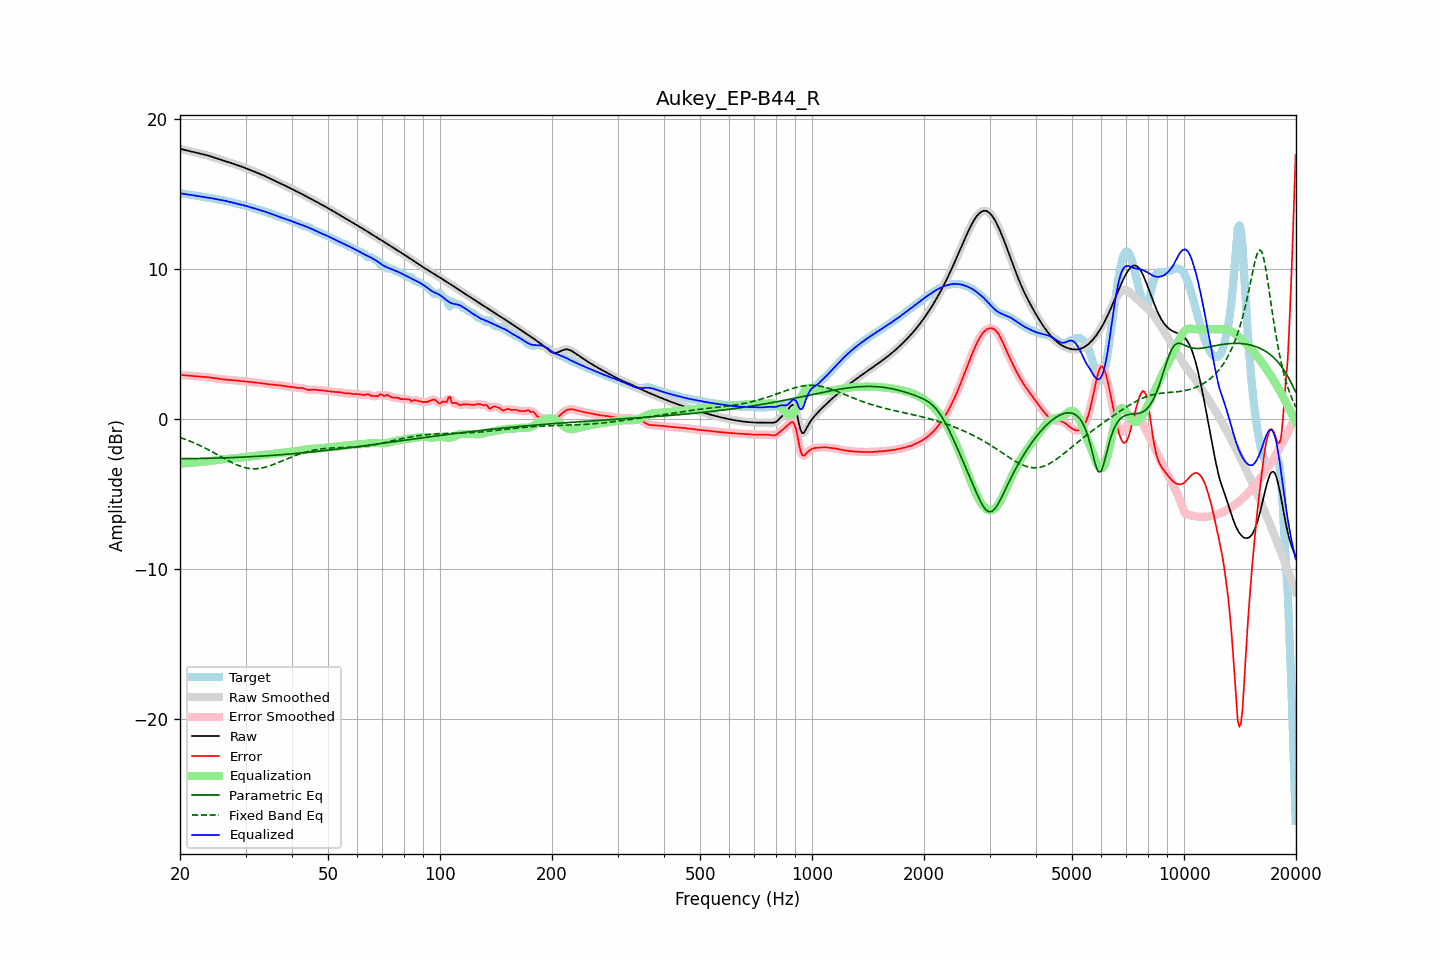 Aukey_EP-B44_R
20
10
0
−10
−20
Amplitude (dBr)
Target
Raw Smoothed
Error Smoothed
Raw
Error
Equalization
Parametric Eq
Fixed Band Eq
Equalized
20 50 100 200 500 1000 2000 5000 10000 20000
Frequency (Hz)